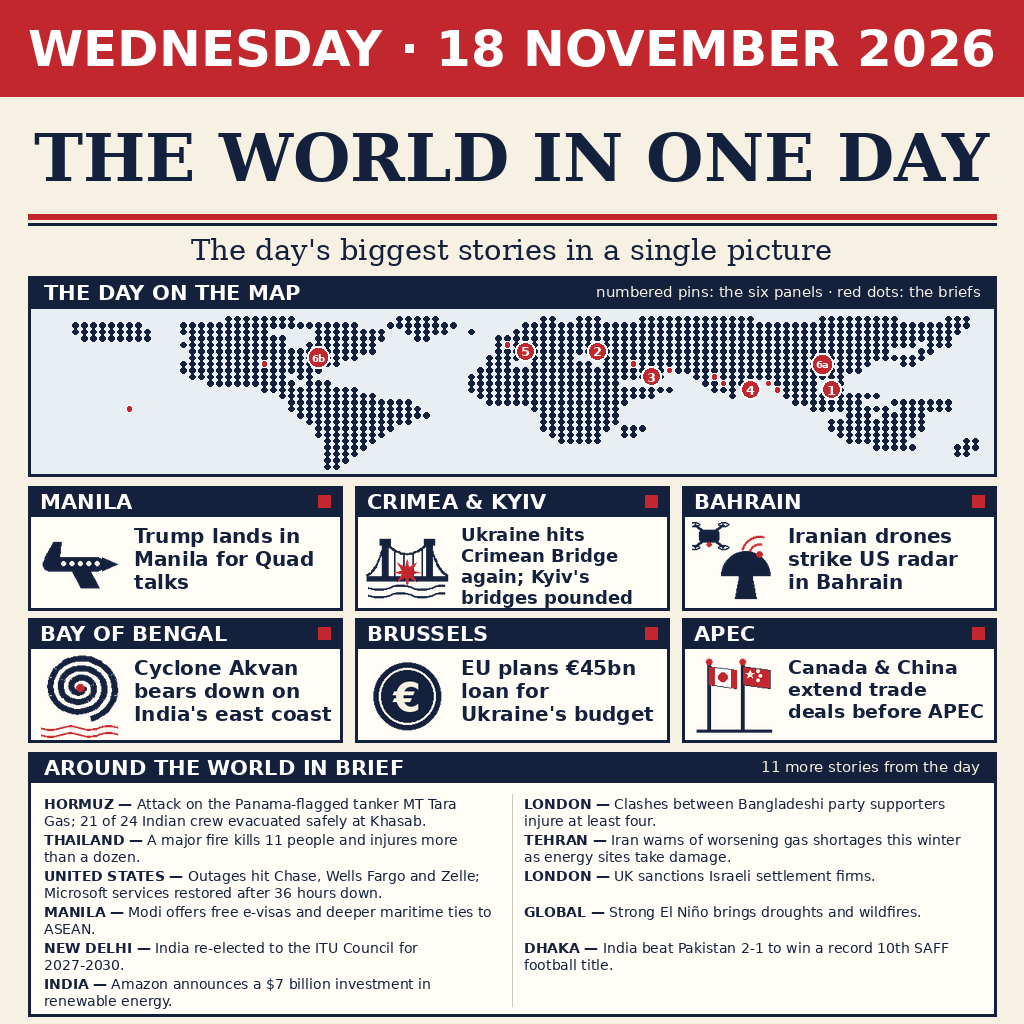 WEDNESDAY · 18 NOVEMBER 2026
THE WORLD IN ONE DAY
The day's biggest stories in a single picture
THE DAY ON THE MAP
numbered pins: the six panels · red dots: the briefs
6b
5
2
3
6a
4
1
MANILA
Trump lands in
Manila for Quad
talks
CRIMEA & KYIV
Ukraine hits
Crimean Bridge
again; Kyiv's
bridges pounded
BAHRAIN
Iranian drones
strike US radar
in Bahrain
BAY OF BENGAL
Cyclone Akvan
bears down on
India's east coast
BRUSSELS
€
EU plans €45bn
loan for
Ukraine's budget
APEC
Canada & China
extend trade
deals before APEC
AROUND THE WORLD IN BRIEF
11 more stories from the day
HORMUZ — Attack on the Panama-flagged tanker MT Tara
Gas; 21 of 24 Indian crew evacuated safely at Khasab.
THAILAND — A major fire kills 11 people and injures more
than a dozen.
UNITED STATES — Outages hit Chase, Wells Fargo and Zelle;
Microsoft services restored after 36 hours down.
MANILA — Modi offers free e-visas and deeper maritime ties to
ASEAN.
NEW DELHI — India re-elected to the ITU Council for
2027-2030.
INDIA — Amazon announces a $7 billion investment in
renewable energy.
LONDON — Clashes between Bangladeshi party supporters
injure at least four.
TEHRAN — Iran warns of worsening gas shortages this winter
as energy sites take damage.
LONDON — UK sanctions Israeli settlement firms.
GLOBAL — Strong El Niño brings droughts and wildfires.
DHAKA — India beat Pakistan 2-1 to win a record 10th SAFF
football title.